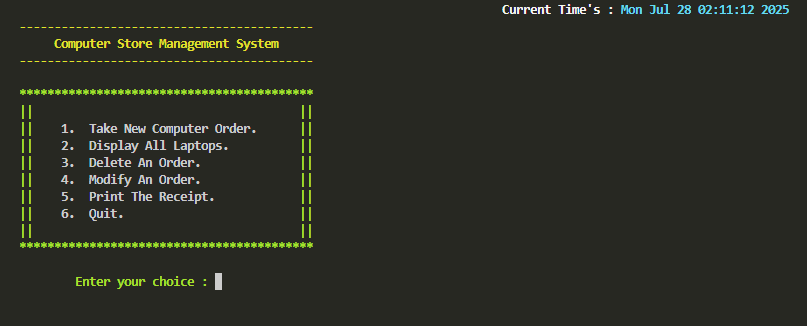 Current Time's : Mon Jul 28 02:11:12 2025
------------------------------------------
Computer Store Management System
------------------------------------------
******************************************
|| ||
|| 1. Take New Computer Order. ||
|| 2. Display All Laptops. ||
|| 3. Delete An Order. ||
|| 4. Modify An Order. ||
|| 5. Print The Receipt. ||
|| 6. Quit. ||
|| ||
******************************************
Enter your choice :